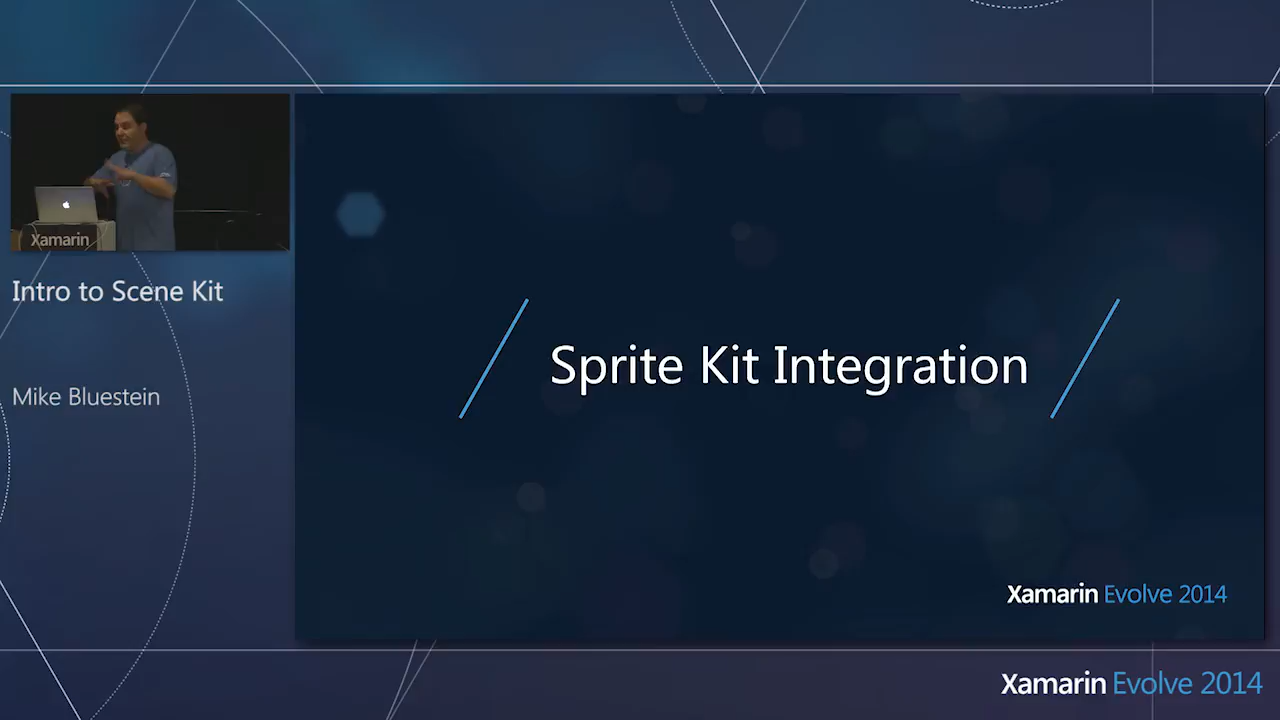 Xamarin
Intro to Scene Kit
Mike Bluestein
Sprite Kit Integration
Xamarin Evolve 2014
Xamarin Evolve 2014